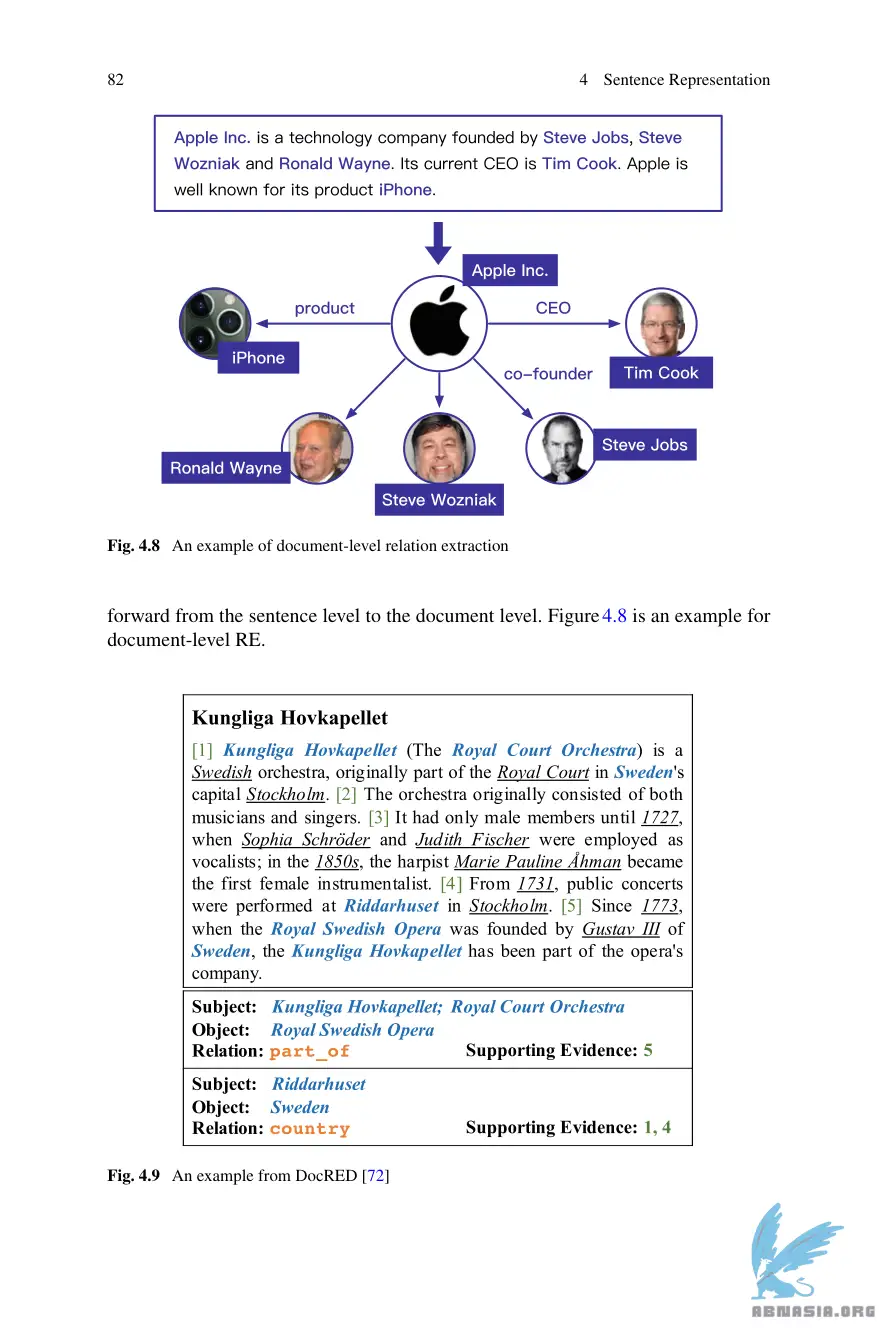 82
4 Sentence Representation
Apple Inc. is a technology company founded by Steve Jobs, Steve
Wozniak and Ronald Wayne. Its current CEO is Tim Cook. Apple is
well known for its product iPhone.
Apple Inc.
product
CEO
iPhone
co-founder
Tim Cook
Steve Jobs
Ronald Wayne
Steve Wozniak
Fig. 4.8 An example of document-level relation extraction
forward from the sentence level to the document level. Figure 4.8 is an example for
document-level RE.
Kungliga Hovkapellet
[1] Kungliga Hovkapellet (The Royal Court Orchestra) is a
Swedish orchestra, originally part of the Royal Court in Sweden's
capital Stockholm. [2] The orchestra originally consisted of both
musicians and singers. [3] It had only male members until 1727,
when Sophia Schröder and Judith Fischer were employed as
vocalists; in the 1850s, the harpist Marie Pauline Åhman became
the first female instrumentalist. [4] From 1731, public concerts
were performed at Riddarhuset in Stockholm. [5] Since 1773,
when the Royal Swedish Opera was founded by Gustav III of
Sweden, the Kungliga Hovkapellet has been part of the opera's
company.
Subject: Kungliga Hovkapellet; Royal Court Orchestra
Object: Royal Swedish Opera
Relation: part_of Supporting Evidence: 5
Subject: Riddarhuset
Object: Sweden
Relation: country Supporting Evidence: 1, 4
Fig. 4.9 An example from DocRED [72]
ABNASIA.ORG